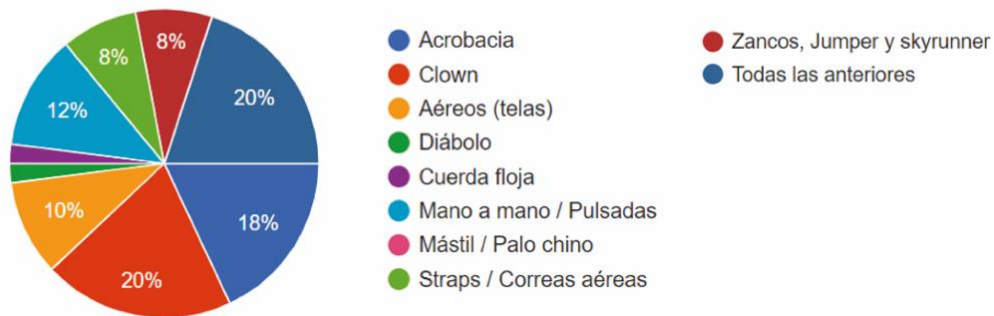 8%
8%
20%
12%
10%
18%
20%
Acrobacia
Clown
Aéreos (telas)
Diábolo
Cuerda floja
Mano a mano / Pulsadas
Mástil / Palo chino
Straps / Correas aéreas
Zancos, Jumper y skyrunner
Todas las anteriores